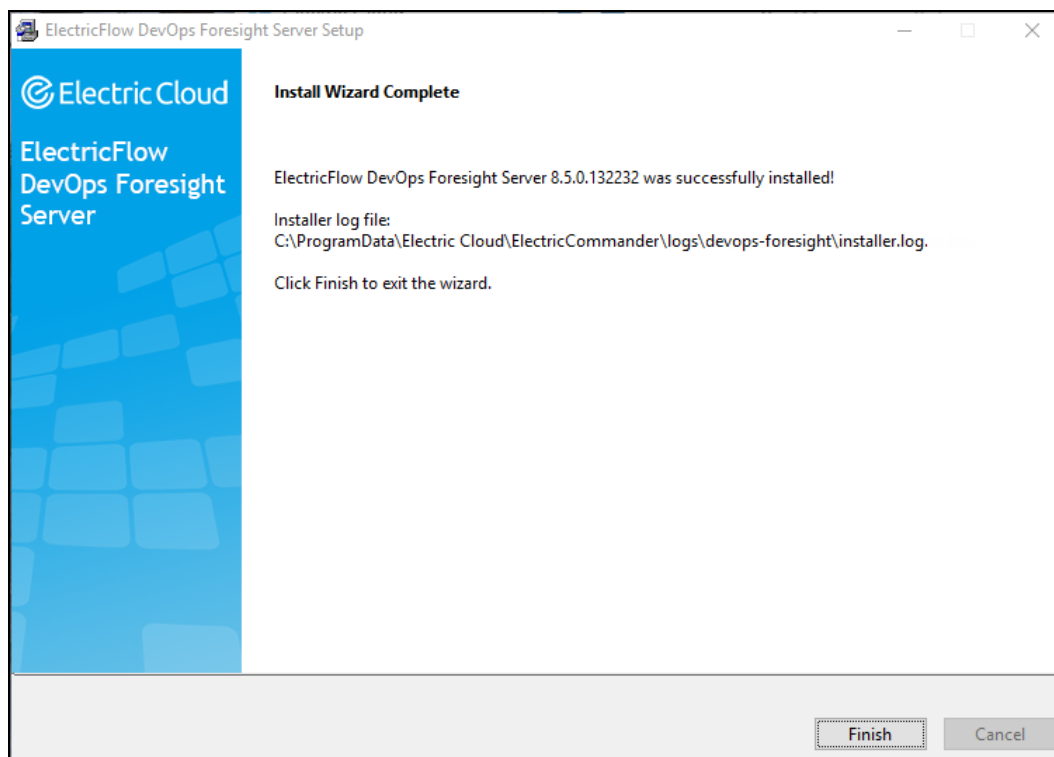 ElectricFlow DevOps Foresight Server Setup
Electric Cloud
ElectricFlow
DevOps Foresight
Server
Install Wizard Complete
ElectricFlow DevOps Foresight Server 8.5.0.132232 was successfully installed!
Installer log file:
C:\ProgramData\Electric Cloud\ElectricCommander\logs\devops-foresight\installer.log.
Click Finish to exit the wizard.
Finish
Cancel